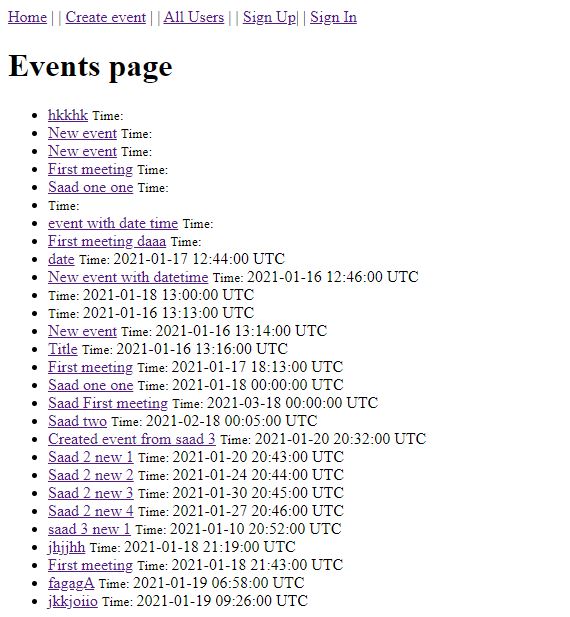 Home | | Create event | | All Users | | Sign Up| | Sign In
Events page
hkkhk Time:
New event Time:
New event Time:
First meeting Time:
Saad one one Time:
Time:
event with date time Time:
First meeting daaa Time:
date Time: 2021-01-17 12:44:00 UTC
New event with datetime Time: 2021-01-16 12:46:00 UTC
Time: 2021-01-18 13:00:00 UTC
Time: 2021-01-16 13:13:00 UTC
New event Time: 2021-01-16 13:14:00 UTC
Title Time: 2021-01-16 13:16:00 UTC
First meeting Time: 2021-01-17 18:13:00 UTC
Saad one one Time: 2021-01-18 00:00:00 UTC
Saad First meeting Time: 2021-03-18 00:00:00 UTC
Saad two Time: 2021-02-18 00:05:00 UTC
Created event from saad 3 Time: 2021-01-20 20:32:00 UTC
Saad 2 new 1 Time: 2021-01-20 20:43:00 UTC
Saad 2 new 2 Time: 2021-01-24 20:44:00 UTC
Saad 2 new 3 Time: 2021-01-30 20:45:00 UTC
Saad 2 new 4 Time: 2021-01-27 20:46:00 UTC
saad 3 new 1 Time: 2021-01-10 20:52:00 UTC
jhjjhh Time: 2021-01-18 21:19:00 UTC
First meeting Time: 2021-01-18 21:43:00 UTC
fagagA Time: 2021-01-19 06:58:00 UTC
jkkjoiio Time: 2021-01-19 09:26:00 UTC